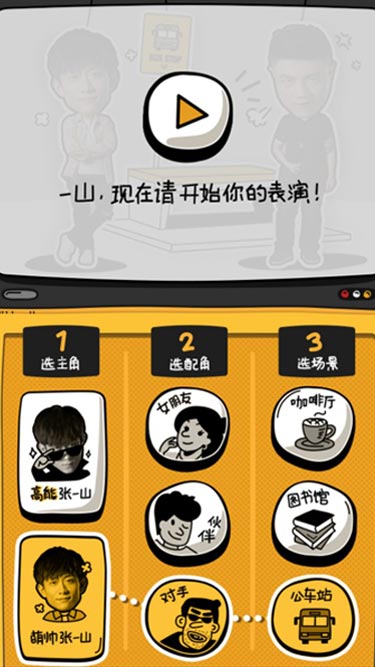 BUS STOP
一山，现在请开始你的表演！
1
选主角
2
选配角
3
选场景
高能张一山
萌帅张一山
女朋友
伙伴
对手
咖啡厅
图书馆
公车站